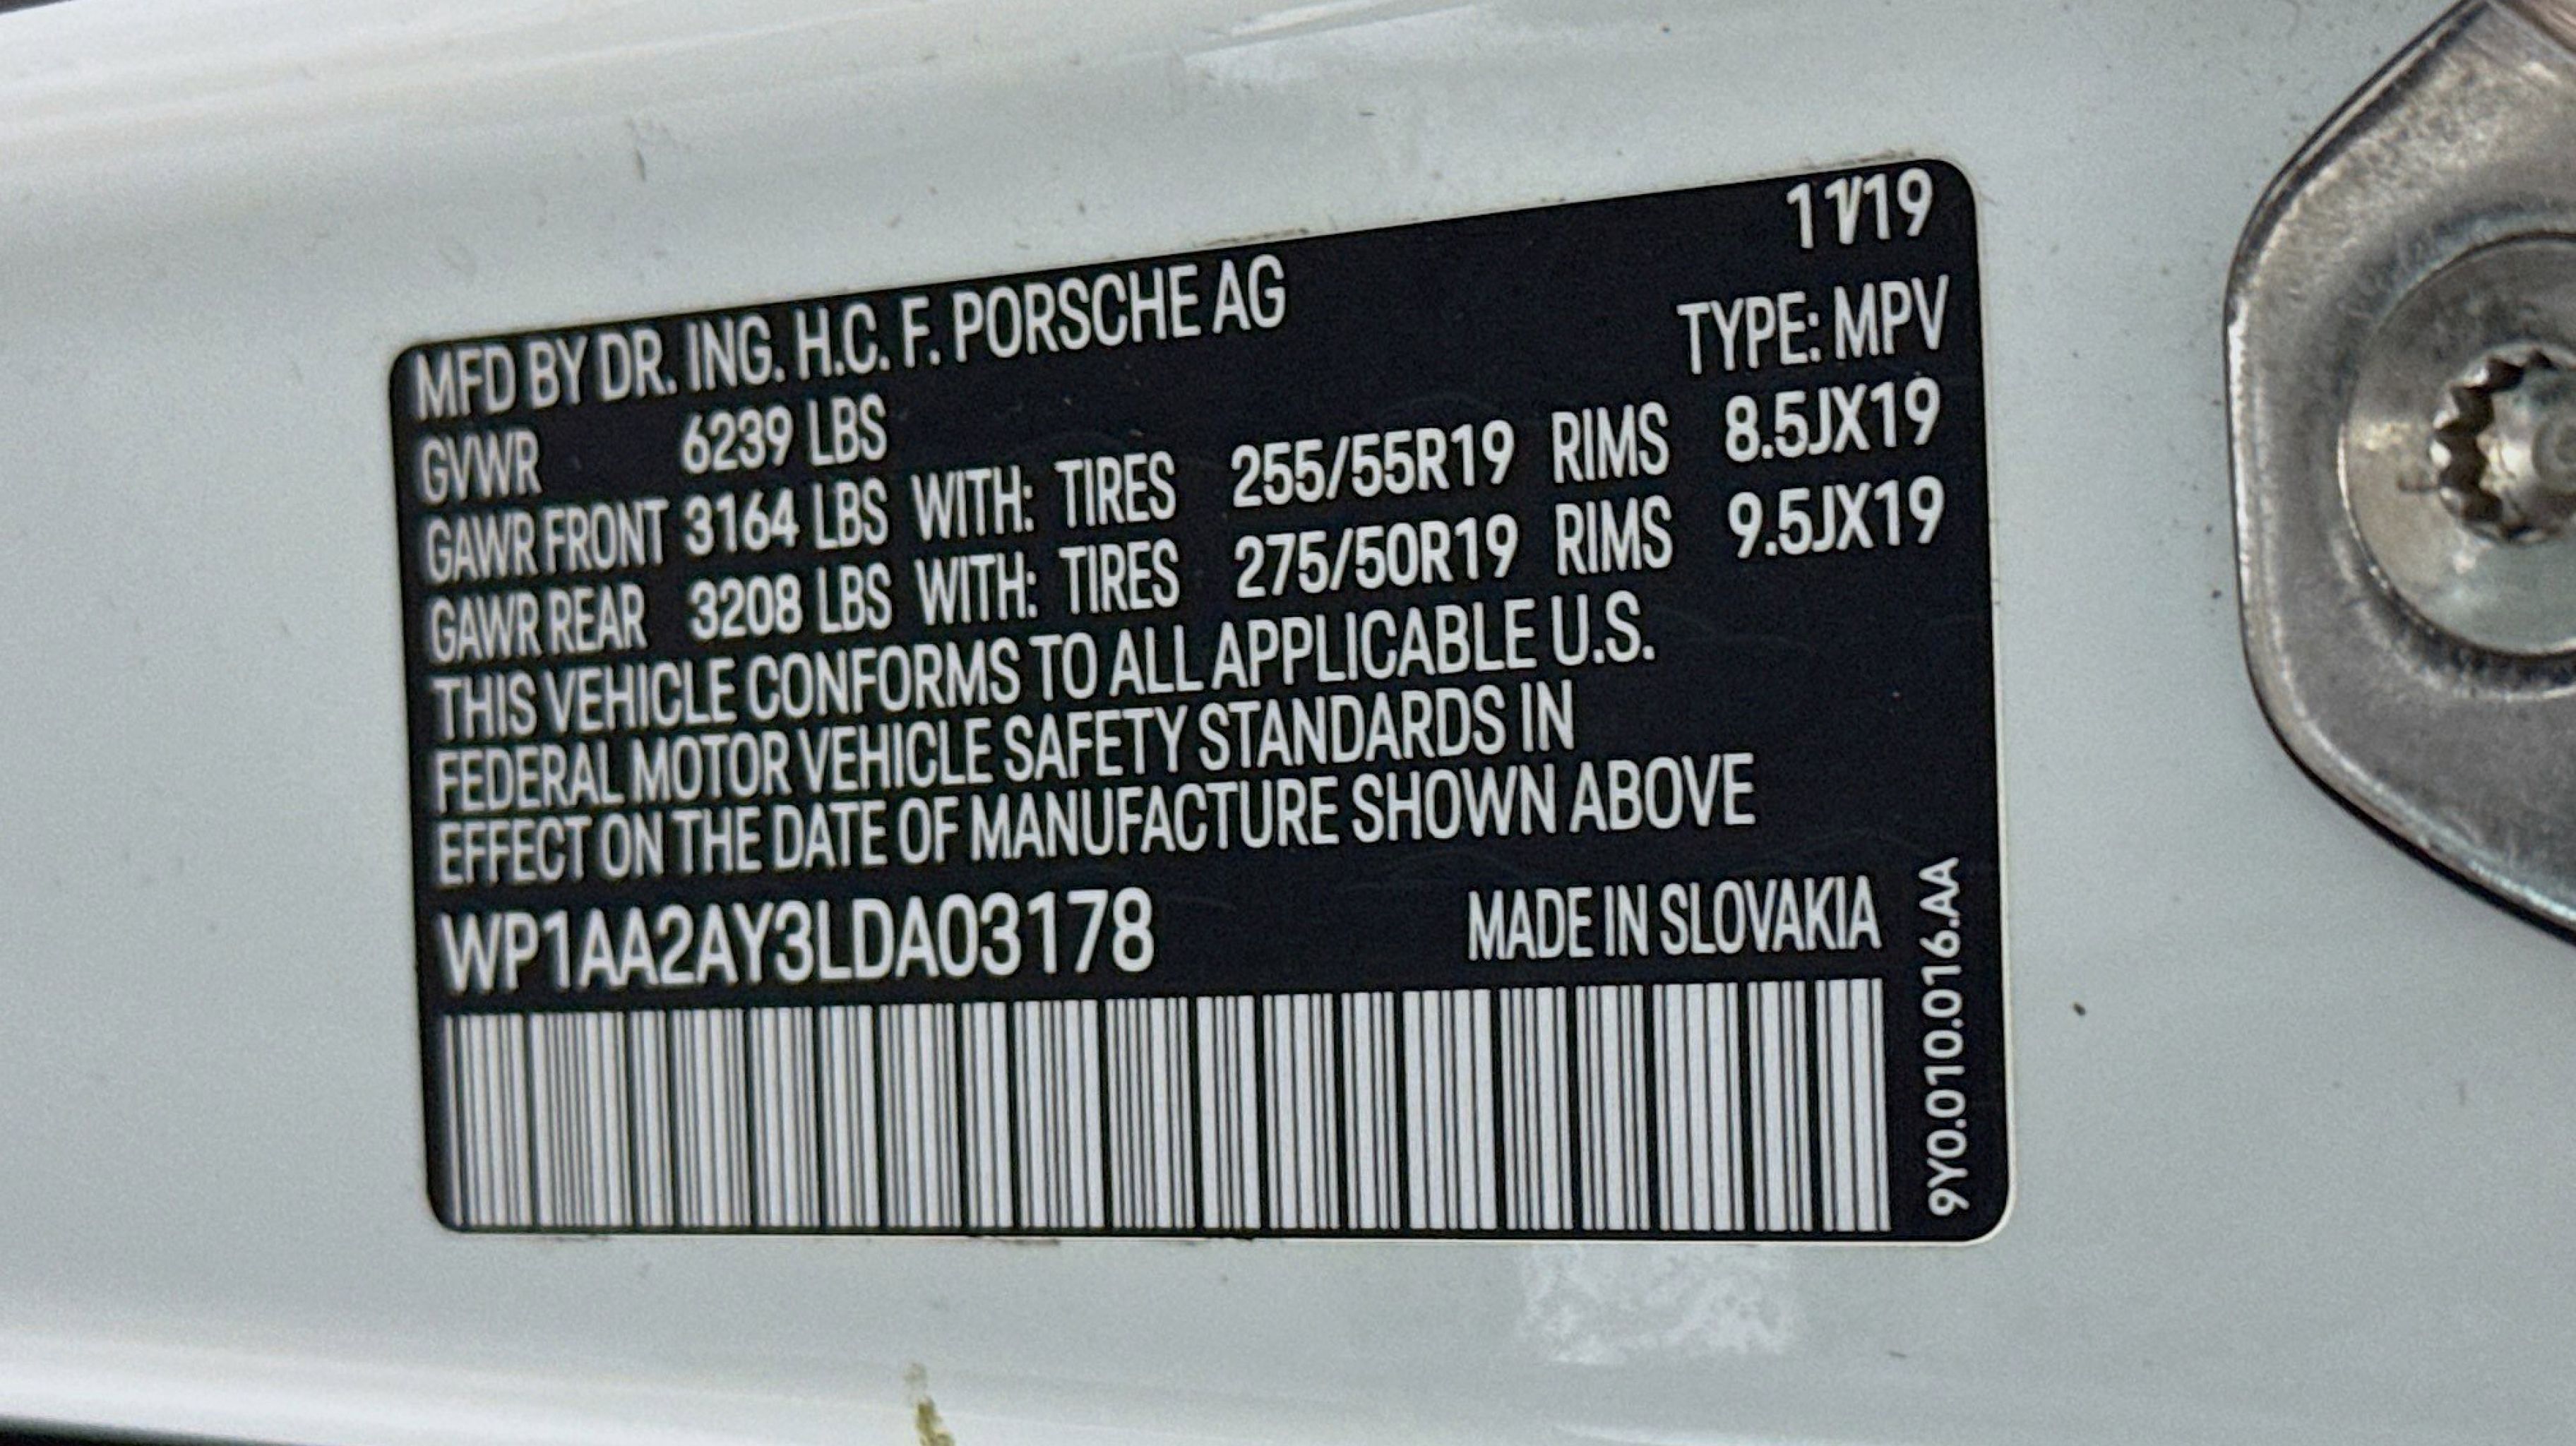 11/19
MFD BY DR. ING. H.C. F. PORSCHE AG
TYPE: MPV
GVWR 6239 LBS
GAWR FRONT 3164 LBS WITH: TIRES 255/55R19 RIMS 8.5JX19
GAWR REAR 3208 LBS WITH: TIRES 275/50R19 RIMS 9.5JX19
THIS VEHICLE CONFORMS TO ALL APPLICABLE U.S.
FEDERAL MOTOR VEHICLE SAFETY STANDARDS IN
EFFECT ON THE DATE OF MANUFACTURE SHOWN ABOVE
WP1AA2AY3LDA03178 MADE IN SLOVAKIA
9Y0.010.016.AA